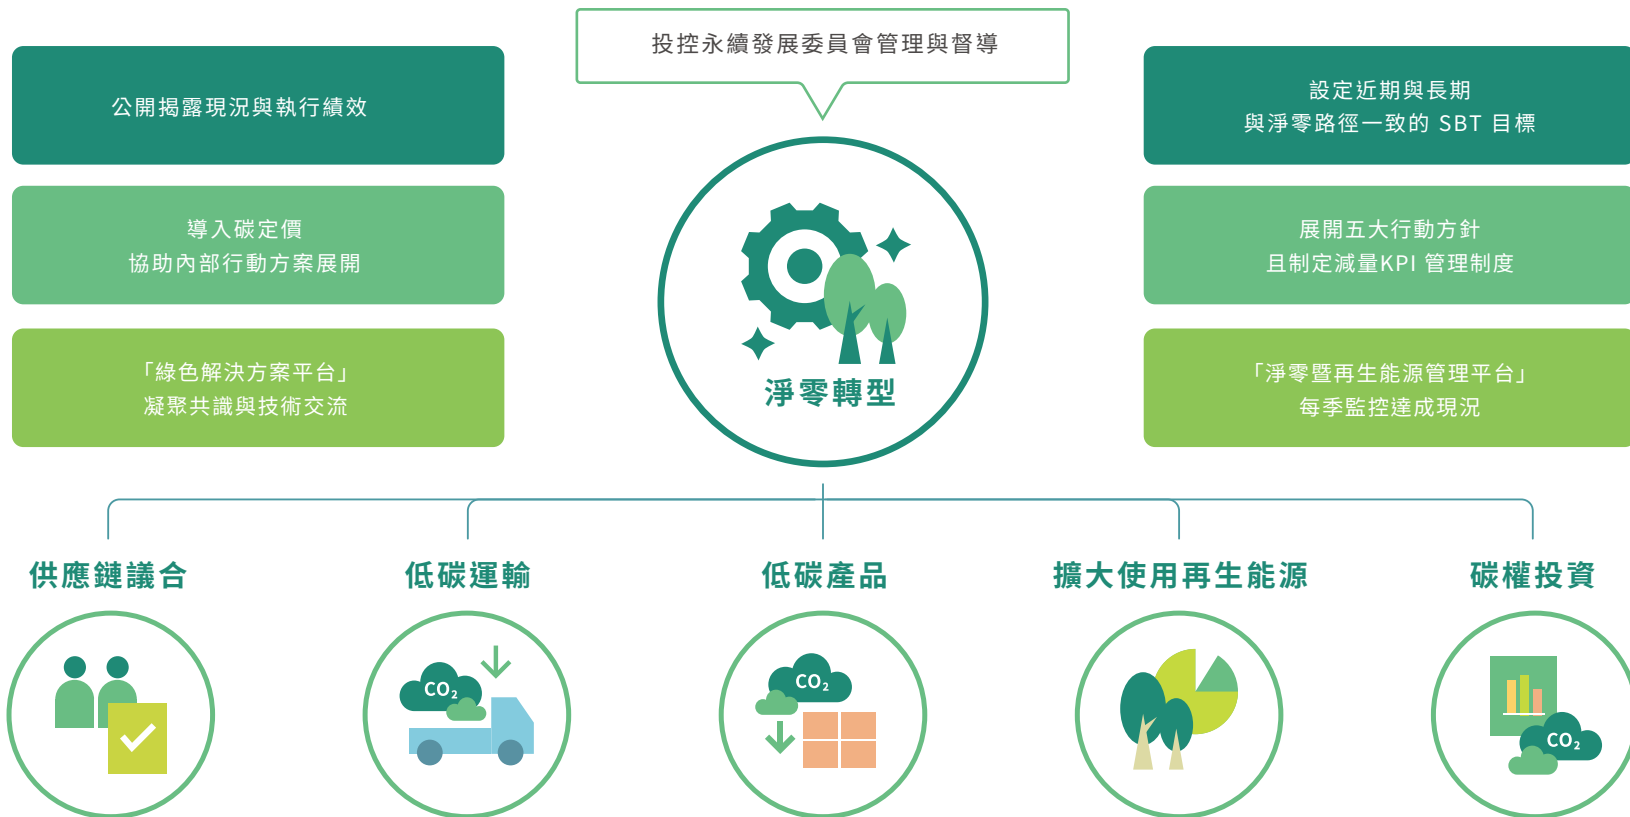 投控永續發展委員會管理與督導
公開揭露現況與執行績效
導入碳定價
協助內部行動方案展開
「綠色解決方案平台」
凝聚共識與技術交流
淨零轉型
設定近期與長期
與淨零路徑一致的 SBT 目標
展開五大行動方針
且制定減量KPI 管理制度
「淨零暨再生能源管理平台」
每季監控達成現況
供應鏈議合
低碳運輸
低碳產品
擴大使用再生能源
碳權投資
CO₂
CO₂
CO₂